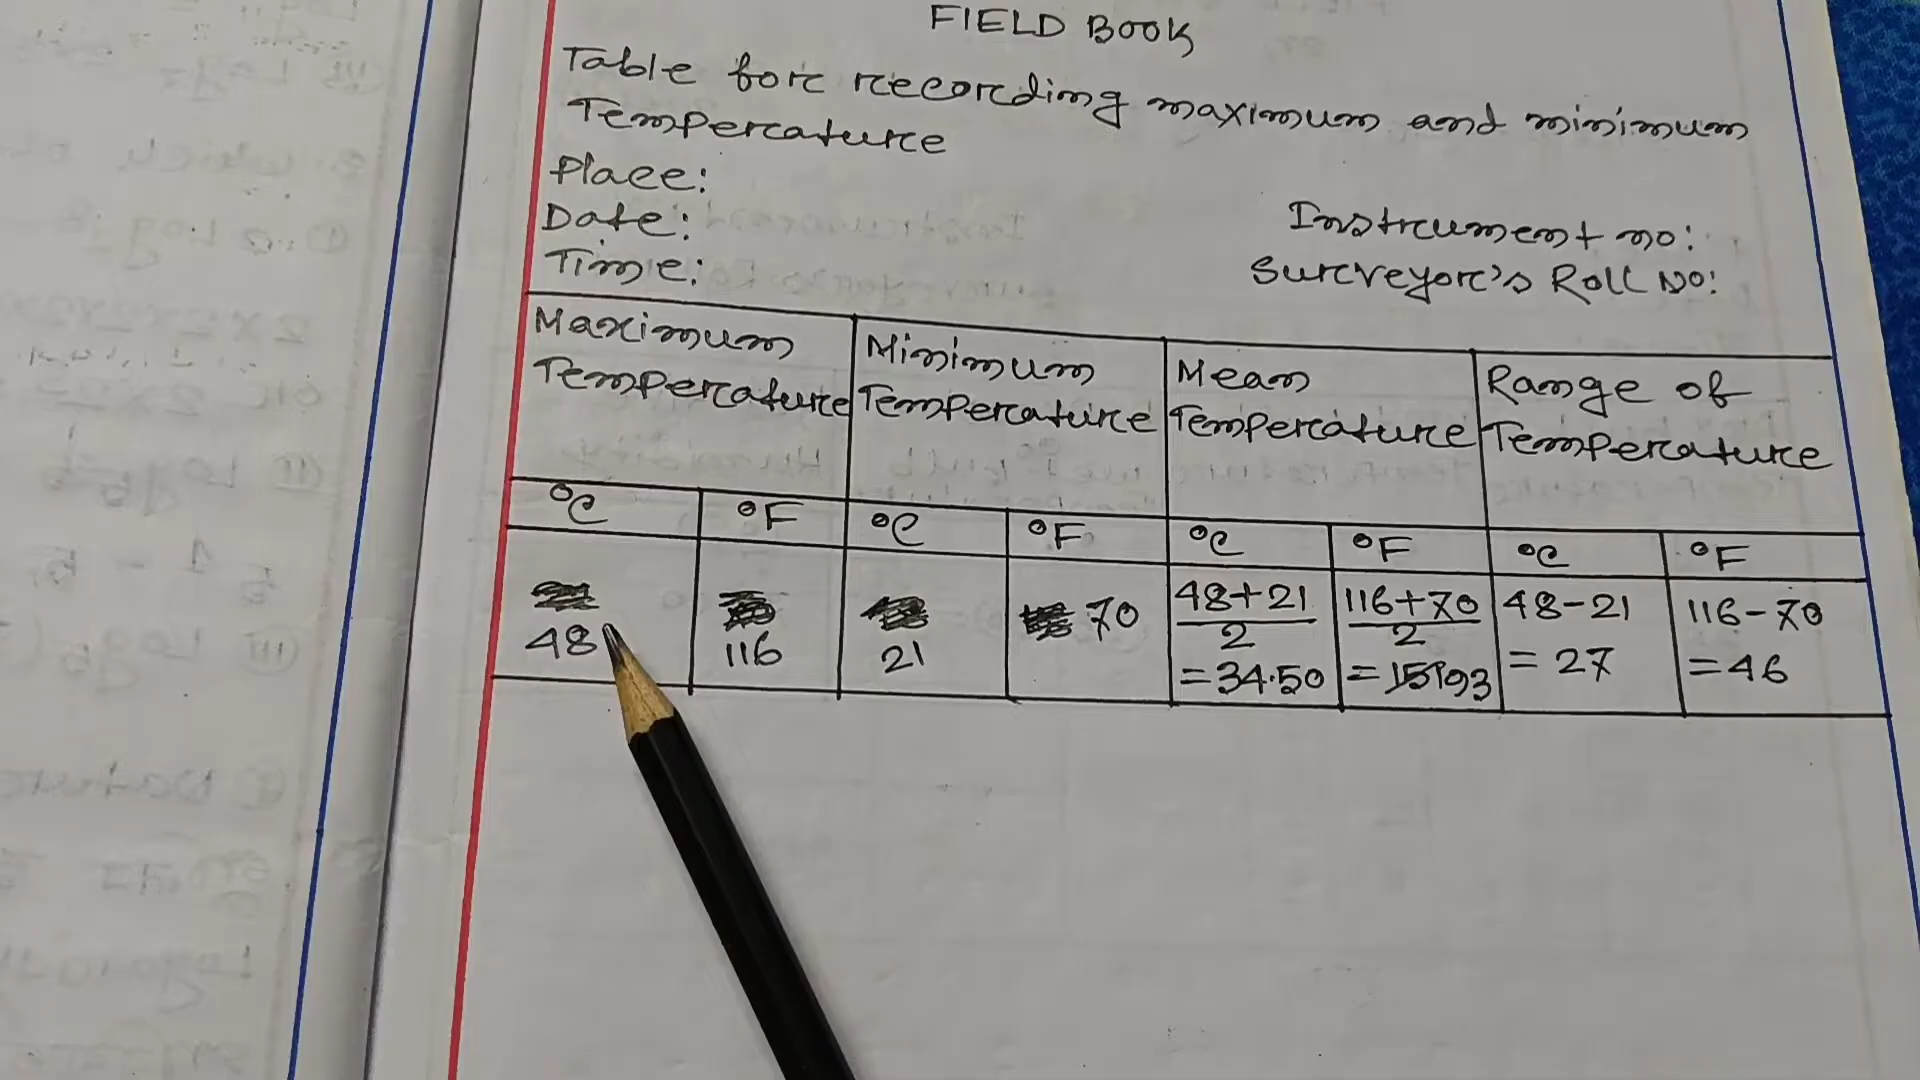 FIELD BOOK
Table for recording maximum and minimum
Temperature
Place:
Date:
Time:
Instrument no:
Surveyor's Roll No:
Maximum Temperature
Minimum Temperature
Mean Temperature
Range of Temperature
°C °F °C °F °C °F °C °F
48 116 21 70 48+21/2 116+70/2 48-21 116-70
=34.50 = =27 =46